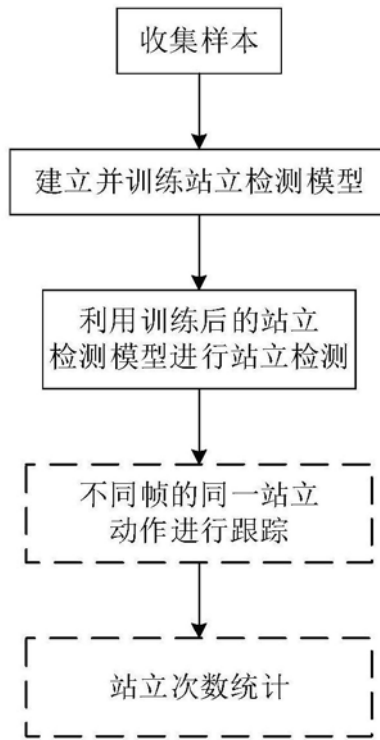 收集样本
建立并训练站立检测模型
利用训练后的站立
检测模型进行站立检测
不同帧的同一站立
动作进行跟踪
站立次数统计